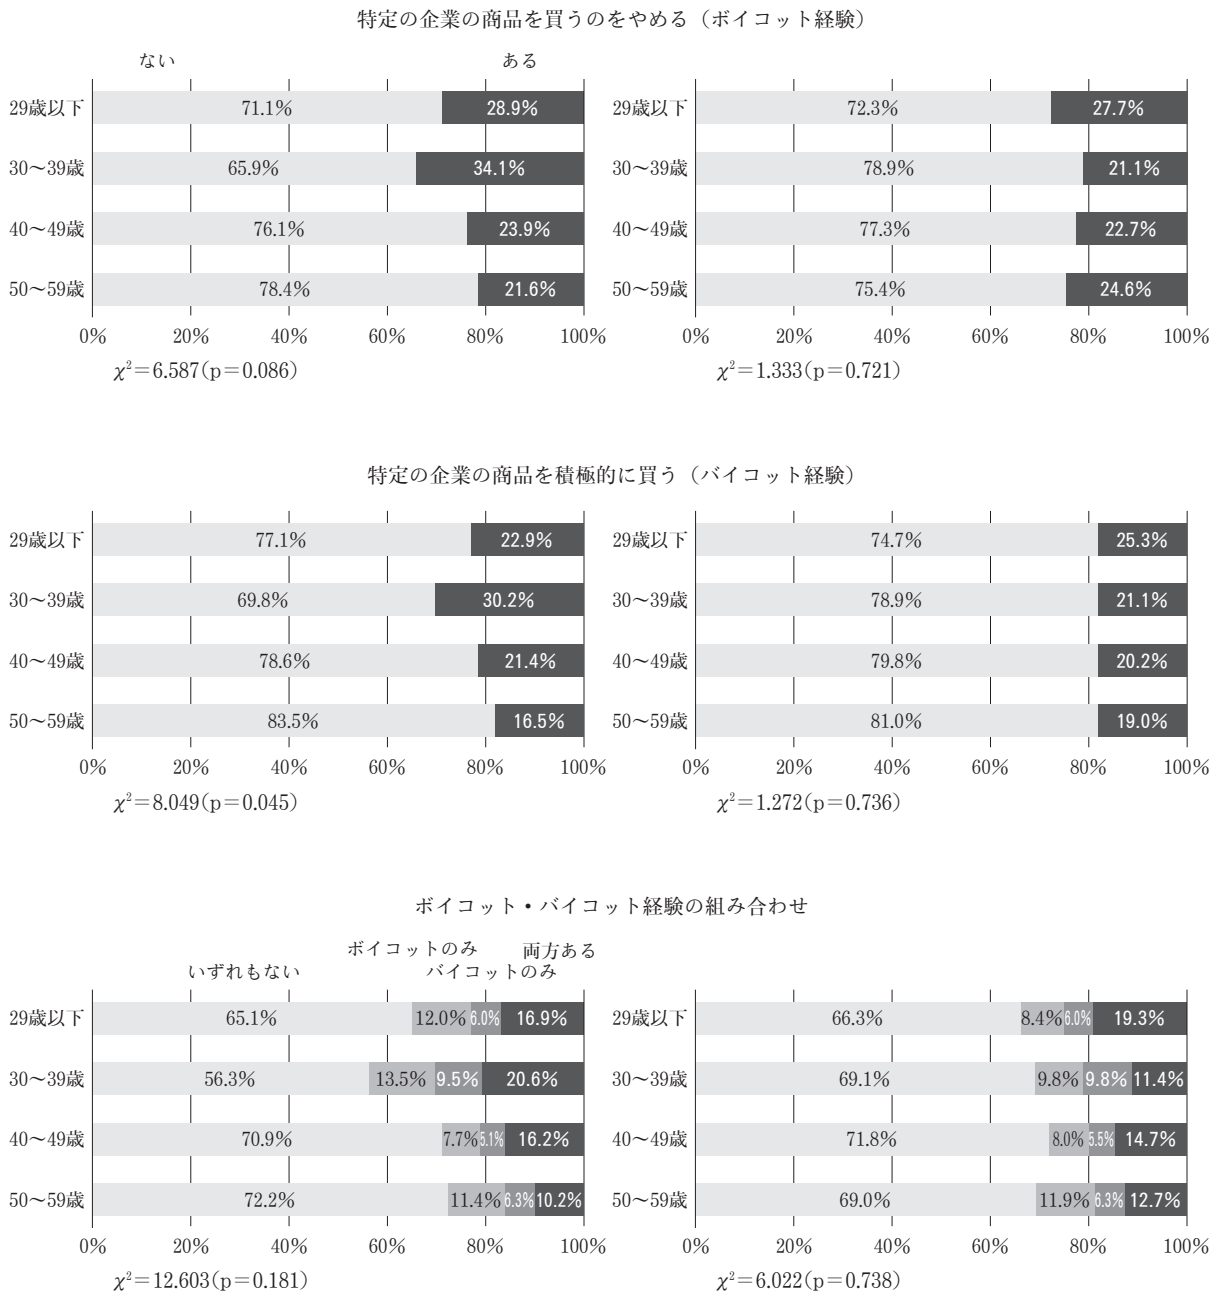 特定の企業の商品を買うのをやめる（ボイコット経験）
ない ある
29歳以下 71.1% 28.9%
30〜39歳 65.9% 34.1%
40〜49歳 76.1% 23.9%
50〜59歳 78.4% 21.6%
0% 20% 40% 60% 80% 100%
χ²＝6.587(p＝0.086)
29歳以下 72.3% 27.7%
30〜39歳 78.9% 21.1%
40〜49歳 77.3% 22.7%
50〜59歳 75.4% 24.6%
0% 20% 40% 60% 80% 100%
χ²＝1.333(p＝0.721)
特定の企業の商品を積極的に買う（バイコット経験）
29歳以下 77.1% 22.9%
30〜39歳 69.8% 30.2%
40〜49歳 78.6% 21.4%
50〜59歳 83.5% 16.5%
0% 20% 40% 60% 80% 100%
χ²＝8.049(p＝0.045)
29歳以下 74.7% 25.3%
30〜39歳 78.9% 21.1%
40〜49歳 79.8% 20.2%
50〜59歳 81.0% 19.0%
0% 20% 40% 60% 80% 100%
χ²＝1.272(p＝0.736)
ボイコット・バイコット経験の組み合わせ
ボイコットのみ 両方ある
いずれもない バイコットのみ
29歳以下 65.1% 12.0% 6.0% 16.9%
30〜39歳 56.3% 13.5% 9.5% 20.6%
40〜49歳 70.9% 7.7% 5.1% 16.2%
50〜59歳 72.2% 11.4% 6.3% 10.2%
0% 20% 40% 60% 80% 100%
χ²＝12.603(p＝0.181)
29歳以下 66.3% 8.4% 6.0% 19.3%
30〜39歳 69.1% 9.8% 9.8% 11.4%
40〜49歳 71.8% 8.0% 5.5% 14.7%
50〜59歳 69.0% 11.9% 6.3% 12.7%
0% 20% 40% 60% 80% 100%
χ²＝6.022(p＝0.738)